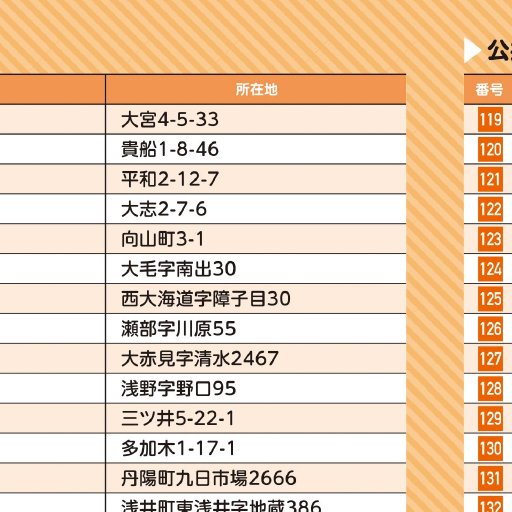 所在地
大宮4-5-33
貴船1-8-46
平和2-12-7
大志2-7-6
向山町3-1
大毛字南出30
西大海道字障子目30
瀬部字川原55
大赤見字清水2467
浅野字野口95
三ツ井5-22-1
多加木1-17-1
丹陽町九日市場2666
浅井町東浅井字地蔵386
公
番号
119
120
121
122
123
124
125
126
127
128
129
130
131
132